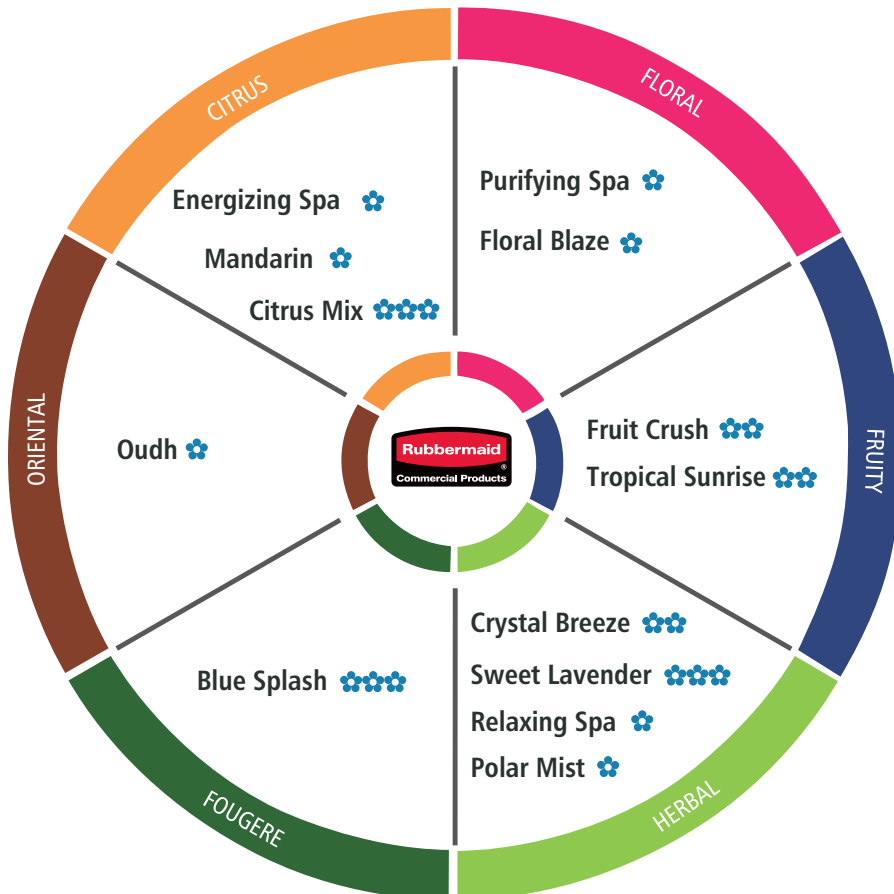 CITRUS
FLORAL
Energizing Spa
Mandarin
Citrus Mix
Purifying Spa
Floral Blaze
ORIENTAL
Oudh
Rubbermaid
®
Commercial Products
Fruit Crush
Tropical Sunrise
FRUITY
Blue Splash
Crystal Breeze
Sweet Lavender
Relaxing Spa
Polar Mist
FOUGERE
HERBAL